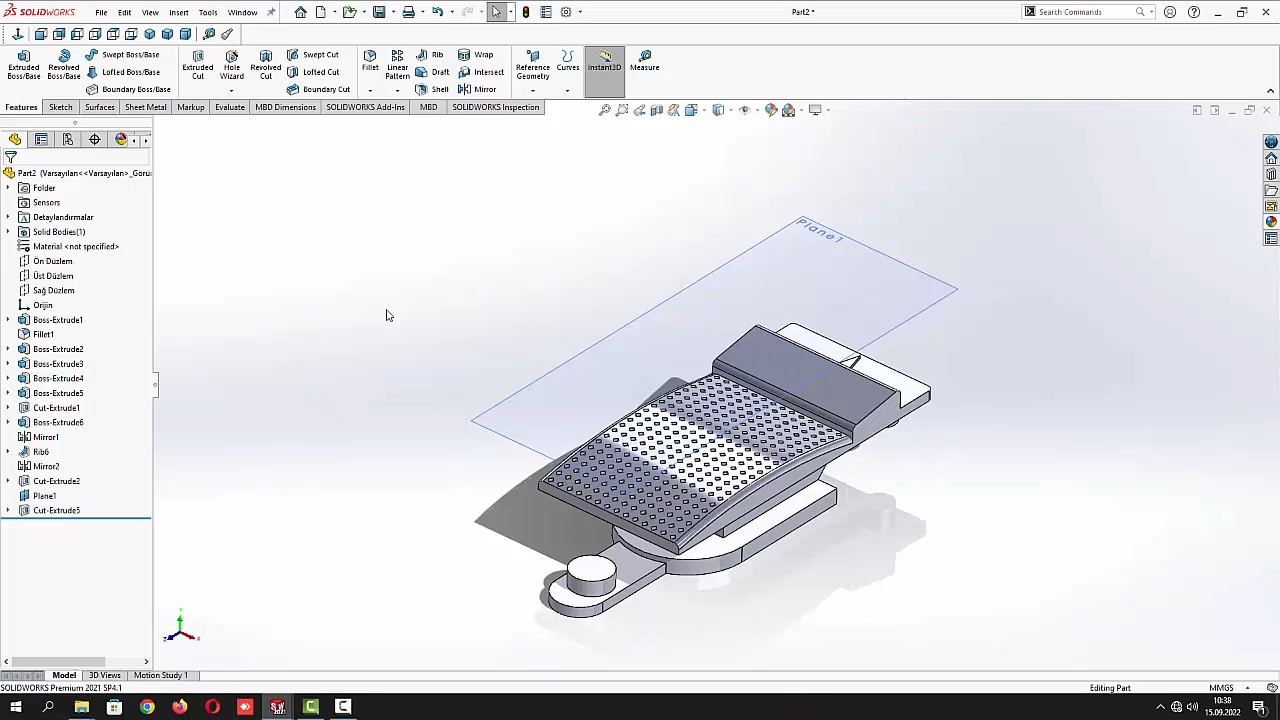 SOLIDWORKS File Edit View Insert Tools Window Part2 * Search Commands
Extruded Boss/Base Revolved Boss/Base Swept Boss/Base Lofted Boss/Base Boundary Boss/Base Extruded Cut Hole Wizard Revolved Cut Swept Cut Lofted Cut Boundary Cut Fillet Linear Pattern Rib Draft Shell Wrap Intersect Mirror Reference Geometry Curves Instant3D Measure
Features Sketch Surfaces Sheet Metal Markup Evaluate MBD Dimensions SOLIDWORKS Add-Ins MBD SOLIDWORKS Inspection
Part2 (Varsayılan<<Varsayılan>_Görü
Folder
Sensors
Detaylandırmalar
Solid Bodies(1)
Material <not specified>
Ön Düzlem
Üst Düzlem
Sağ Düzlem
Orijin
Boss-Extrude1
Fillet1
Boss-Extrude2
Boss-Extrude3
Boss-Extrude4
Boss-Extrude5
Cut-Extrude1
Boss-Extrude6
Mirror1
Rib6
Mirror2
Cut-Extrude2
Plane1
Cut-Extrude5
Plane1
Y
Z X
Model 3D Views Motion Study 1
SOLIDWORKS Premium 2021 SP4.1 Editing Part MMGS
10:38
15.09.2022